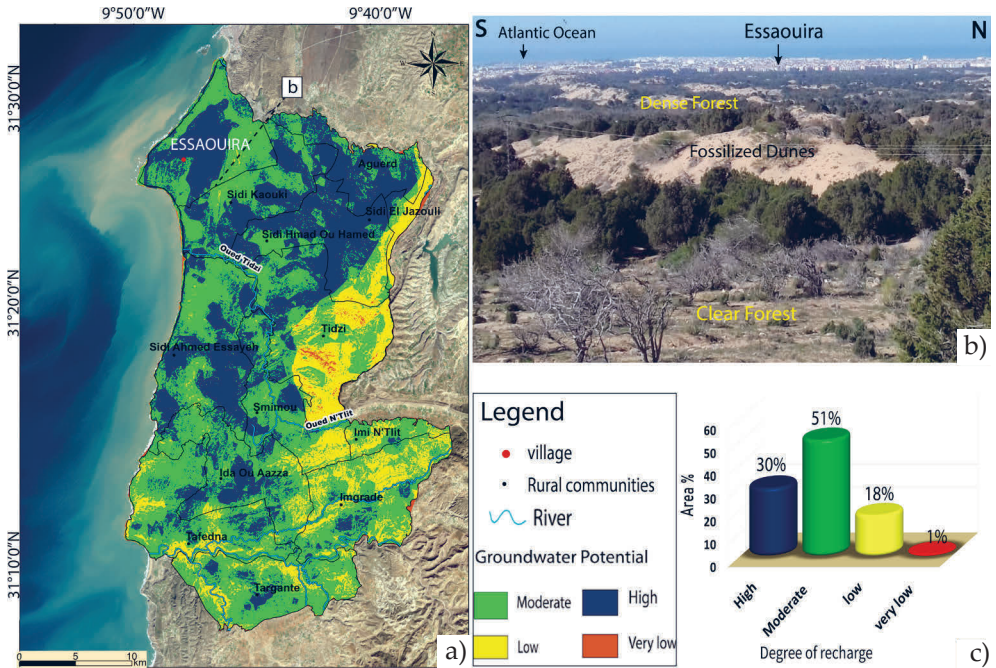 9°50'0"W
9°40'0"W
31°30'0"N
31°20'0"N
31°10'0"N
b
ESSAOUIRA
Aguerd
Sidi Kaouki
Sidi El Jazouli
Sidi Hmad Ou Hamed
Oued Tidzi
Tidzi
Sidi Ahmed Essayeh
Smimou
Oued N'Tlit
Imi N'Tlit
Ida Ou Aazza
Imgrade
Tafedna
Targante
0 5 10
km
a)
S
N
Atlantic Ocean
Essaouira
Dense Forest
Fossilized Dunes
Clear Forest
b)
Legend
village
Rural communities
River
Groundwater Potential
Moderate
High
Low
Very low
Area %
60
50
40
30
20
10
0
30%
51%
18%
1%
High
Moderate
low
very low
Degree of recharge
c)